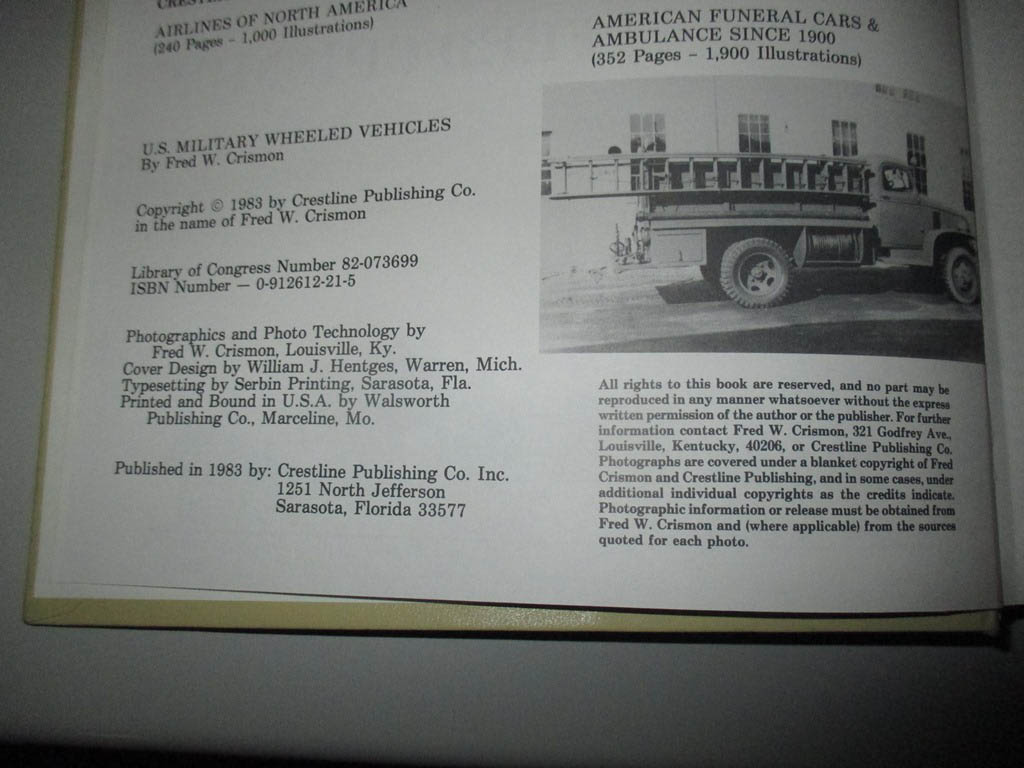 AIRLINES OF NORTH AMERICA
(240 Pages – 1,000 Illustrations)
U.S. MILITARY WHEELED VEHICLES
By Fred W. Crismon
Copyright © 1983 by Crestline Publishing Co.
in the name of Fred W. Crismon
Library of Congress Number 82-073699
ISBN Number — 0-912612-21-5
Photographics and Photo Technology by
Fred W. Crismon, Louisville, Ky.
Cover Design by William J. Hentges, Warren, Mich.
Typesetting by Serbin Printing, Sarasota, Fla.
Printed and Bound in U.S.A. by Walsworth
Publishing Co., Marceline, Mo.
Published in 1983 by: Crestline Publishing Co. Inc.
1251 North Jefferson
Sarasota, Florida 33577
AMERICAN FUNERAL CARS &
AMBULANCE SINCE 1900
(352 Pages – 1,900 Illustrations)
All rights to this book are reserved, and no part may be
reproduced in any manner whatsoever without the express
written permission of the author or the publisher. For further
information contact Fred W. Crismon, 321 Godfrey Ave.,
Louisville, Kentucky, 40206, or Crestline Publishing Co.
Photographs are covered under a blanket copyright of Fred
Crismon and Crestline Publishing, and in some cases, under
additional individual copyrights as the credits indicate.
Photographic information or release must be obtained from
Fred W. Crismon and (where applicable) from the sources
quoted for each photo.